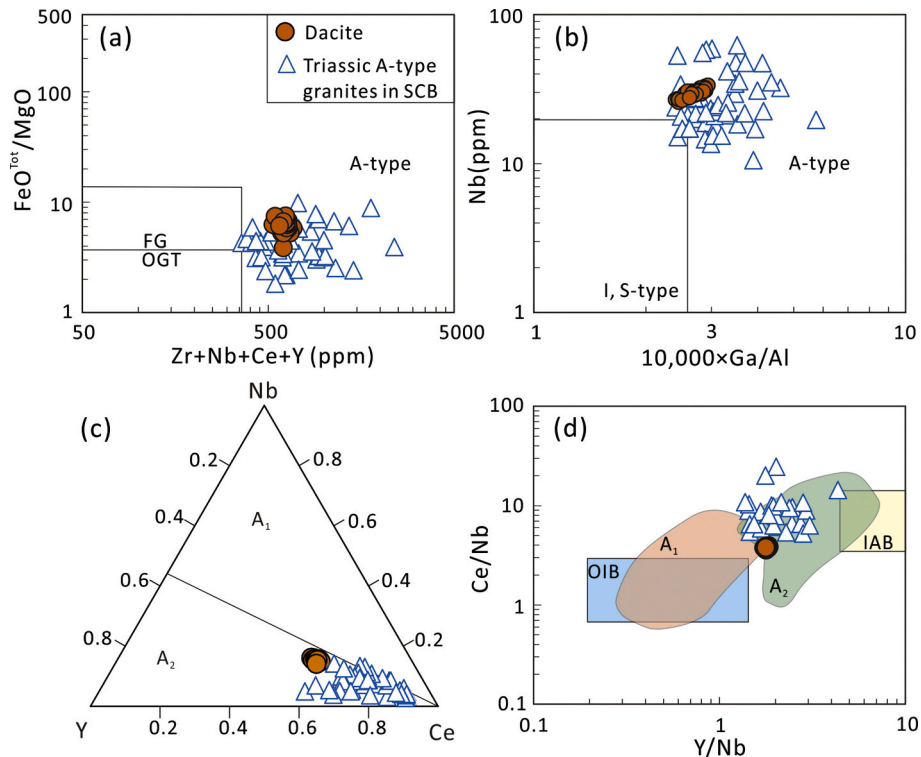 (a)
Dacite
Triassic A-type
granites in SCB
A-type
FG
OGT
FeOᵀᵒᵗ/MgO
1000
100
10
1
50
500
5000
Zr+Nb+Ce+Y (ppm)
(b)
A-type
I, S-type
Nb(ppm)
100
10
1
1
3
10
10,000×Ga/Al
(c)
Nb
0.2
0.8
0.4
A₁
0.6
0.6
0.4
0.8
A₂
0.2
Y
0.2
0.4
0.6
0.8
Ce
(d)
Ce/Nb
100
10
1
0.1
A₁
OIB
IAB
A₂
0.1
1
10
Y/Nb